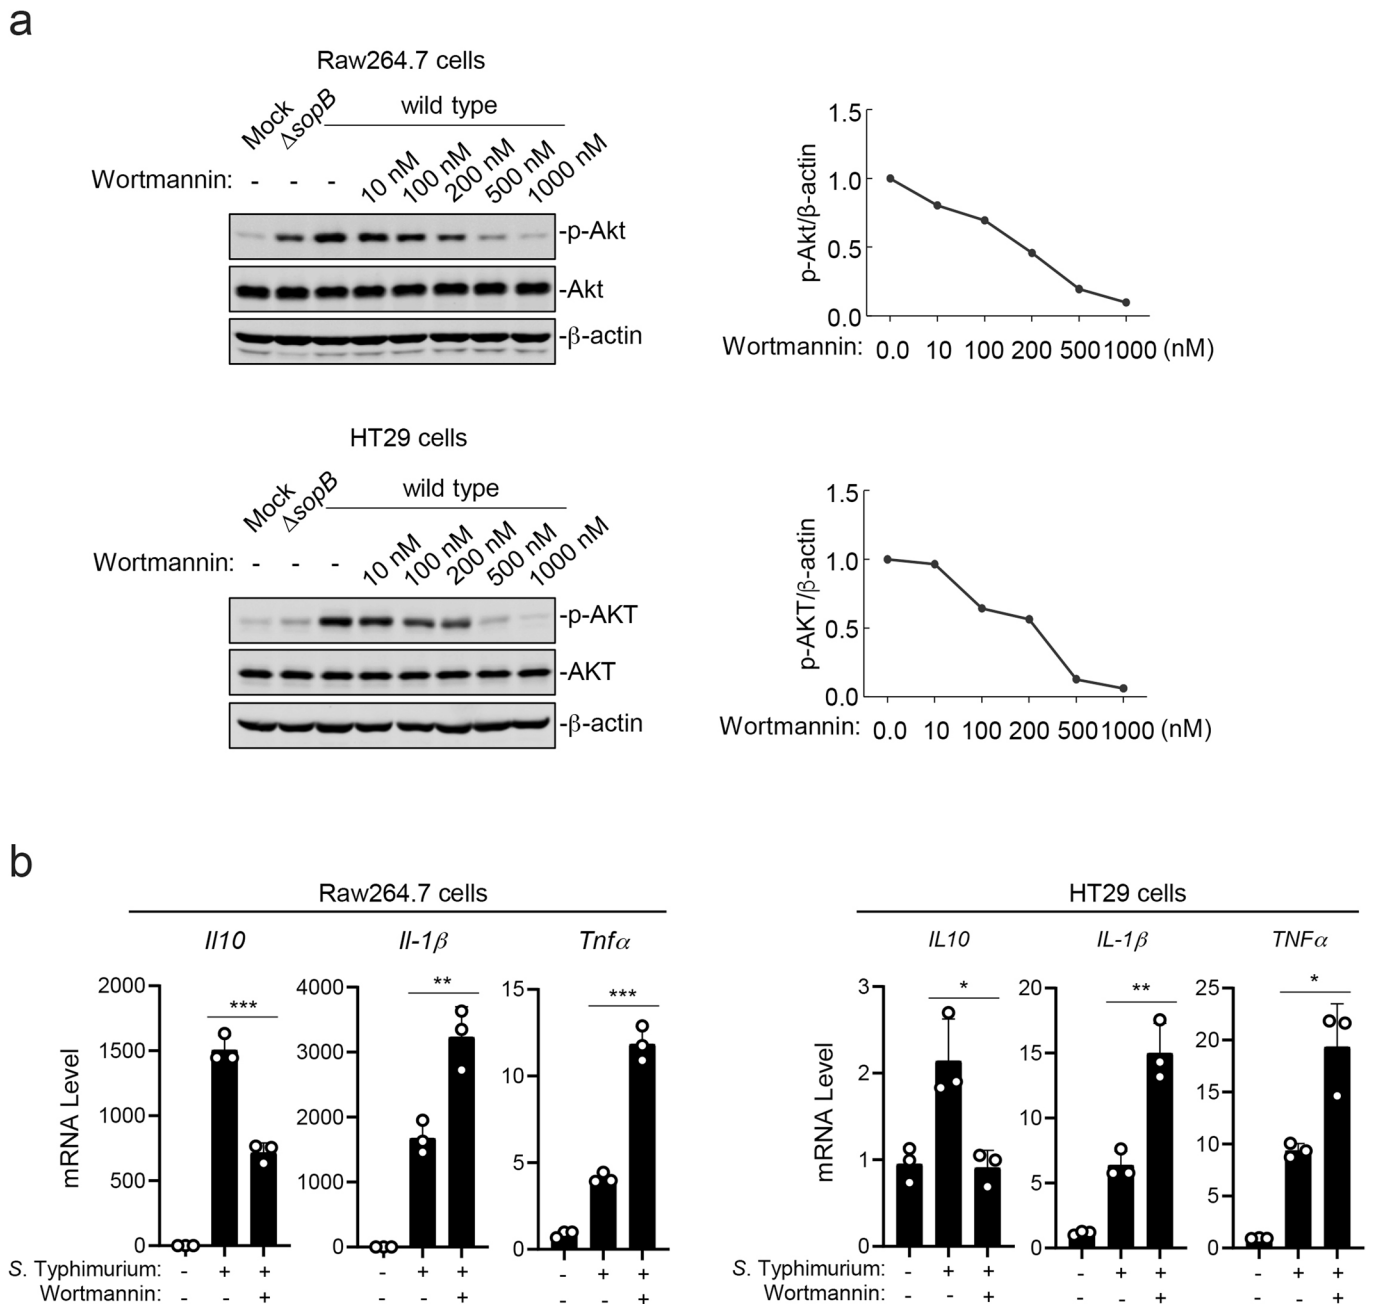 a
Raw264.7 cells
Mock
ΔsopB
wild type
Wortmannin: - - - 10 nM 100 nM 200 nM 500 nM 1000 nM
-p-Akt
-Akt
-β-actin
p-Akt/β-actin
1.5
1.0
0.5
0.0
Wortmannin: 0.0 10 100 200 500 1000 (nM)
HT29 cells
Mock
ΔsopB
wild type
Wortmannin: - - - 10 nM 100 nM 200 nM 500 nM 1000 nM
-p-AKT
-AKT
-β-actin
p-AKT/β-actin
1.5
1.0
0.5
0.0
Wortmannin: 0.0 10 100 200 500 1000 (nM)
b
Raw264.7 cells
Il10
Il-1β
Tnfα
mRNA Level
2000
1500
1000
500
0
***
4000
3000
2000
1000
0
**
15
10
5
0
***
S. Typhimurium: - + + - + + - + +
Wortmannin: - - + - - + - - +
HT29 cells
IL10
IL-1β
TNFα
mRNA Level
3
2
1
0
*
20
15
10
5
0
**
25
20
15
10
5
0
*
S. Typhimurium: - + + - + + - + +
Wortmannin: - - + - - + - - +